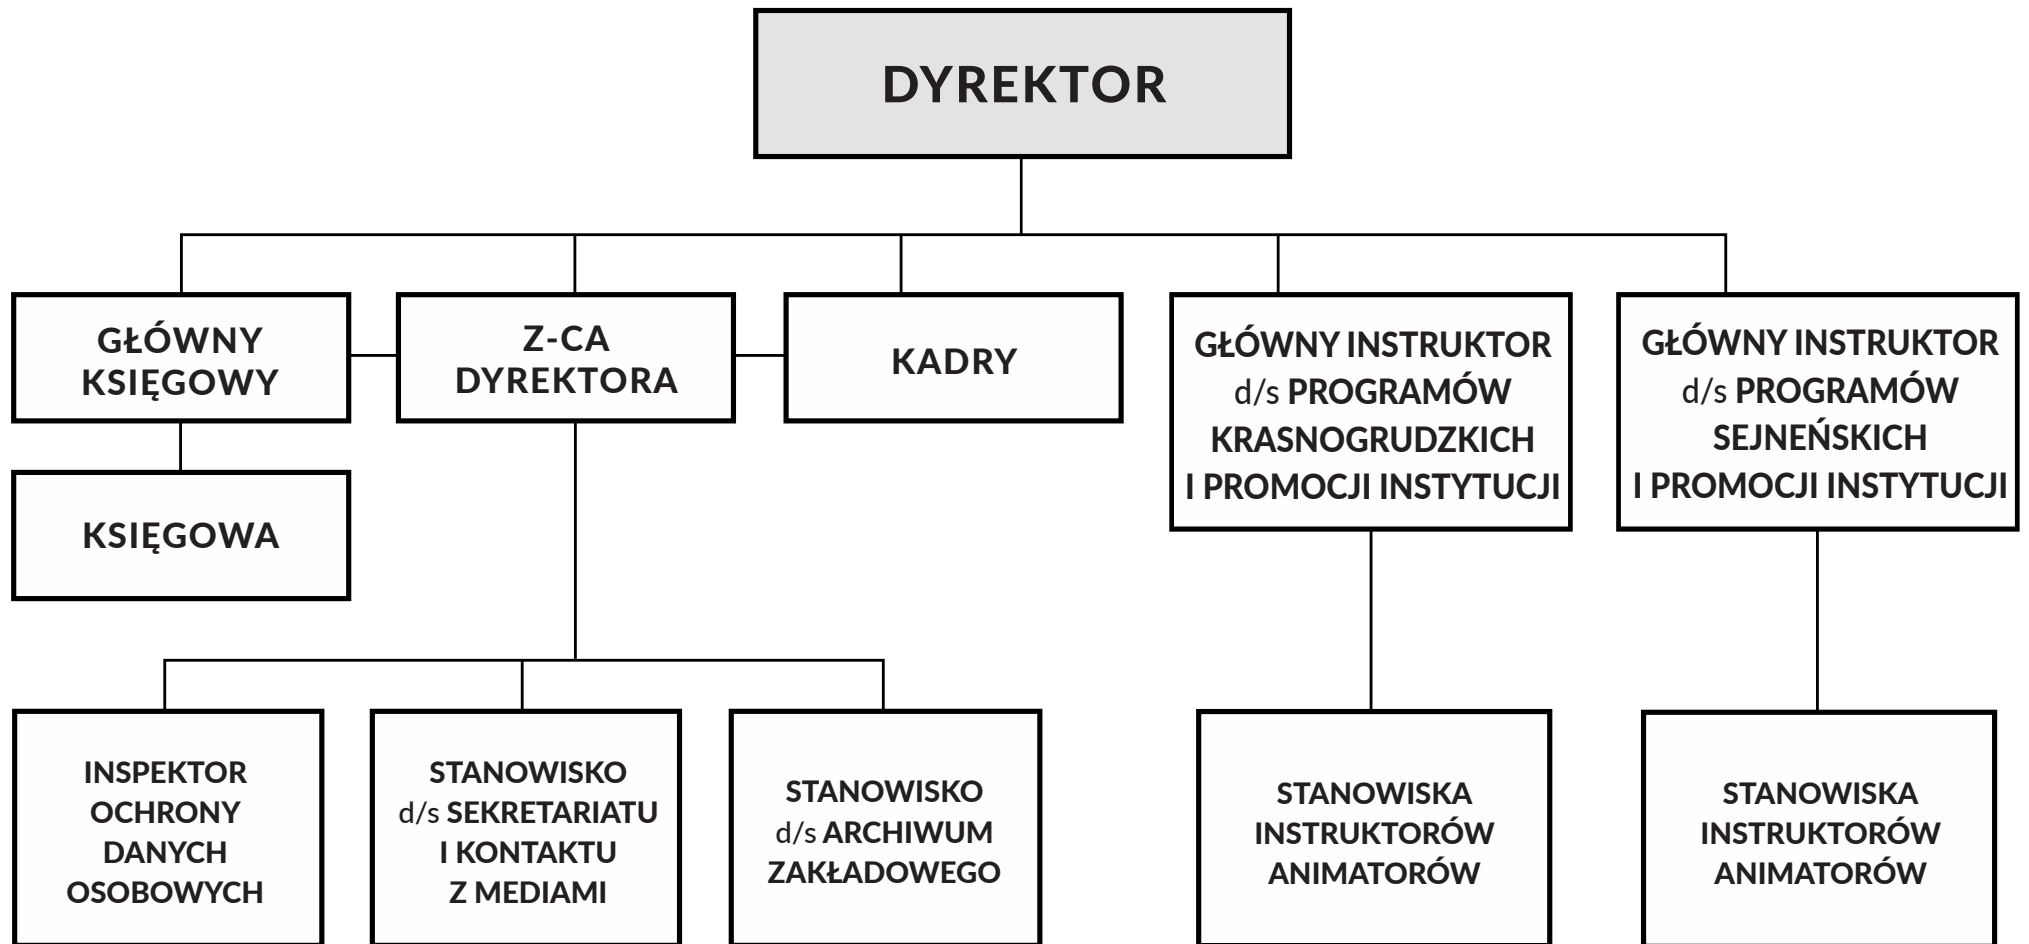 DYREKTOR
GŁÓWNY
KSIĘGOWY
Z-CA
DYREKTORA
KADRY
GŁÓWNY INSTRUKTOR
d/s PROGRAMÓW
KRASNOGRUDZKICH
I PROMOCJI INSTYTUCJI
GŁÓWNY INSTRUKTOR
d/s PROGRAMÓW
SEJNEŃSKICH
I PROMOCJI INSTYTUCJI
KSIĘGOWA
INSPEKTOR
OCHRONY
DANYCH
OSOBOWYCH
STANOWISKO
d/s SEKRETARIATU
I KONTAKTU
Z MEDIAMI
STANOWISKO
d/s ARCHIWUM
ZAKŁADOWEGO
STANOWISKA
INSTRUKTORÓW
ANIMATORÓW
STANOWISKA
INSTRUKTORÓW
ANIMATORÓW